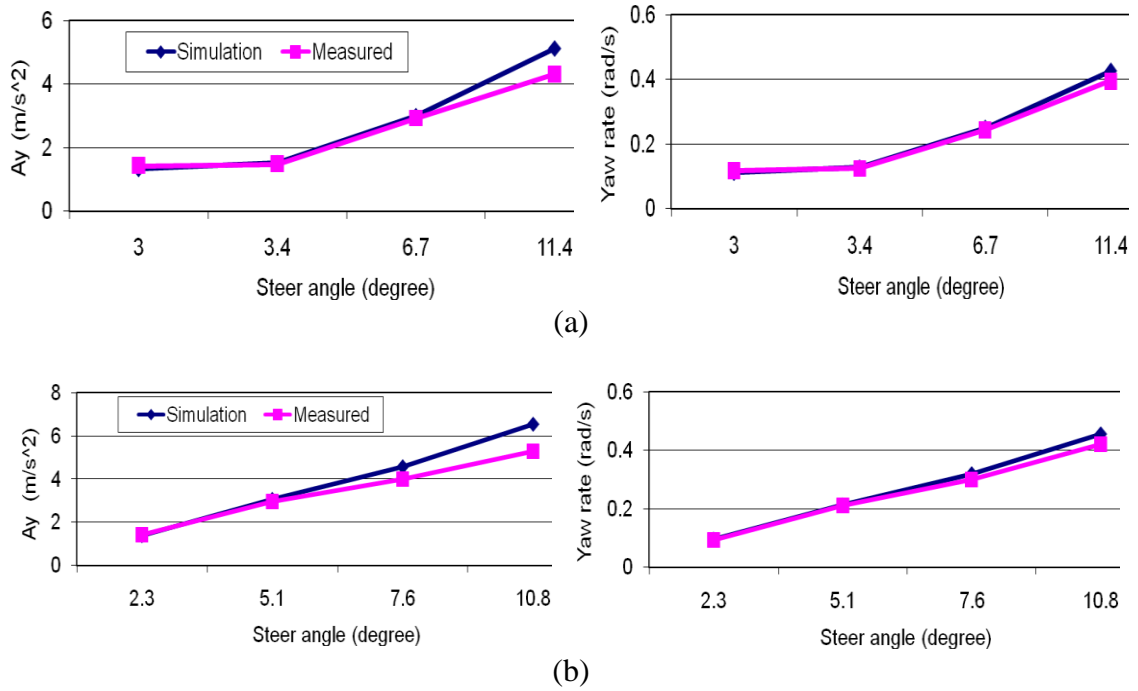 6
4
2
0
Ay (m/s^2)
Simulation
Measured
3
3.4
6.7
11.4
Steer angle (degree)
0.6
0.4
0.2
0
Yaw rate (rad/s)
3
3.4
6.7
11.4
Steer angle (degree)
(a)
8
6
4
2
0
Ay (m/s^2)
Simulation
Measured
2.3
5.1
7.6
10.8
Steer angle (degree)
0.6
0.4
0.2
0
Yaw rate (rad/s)
2.3
5.1
7.6
10.8
Steer angle (degree)
(b)